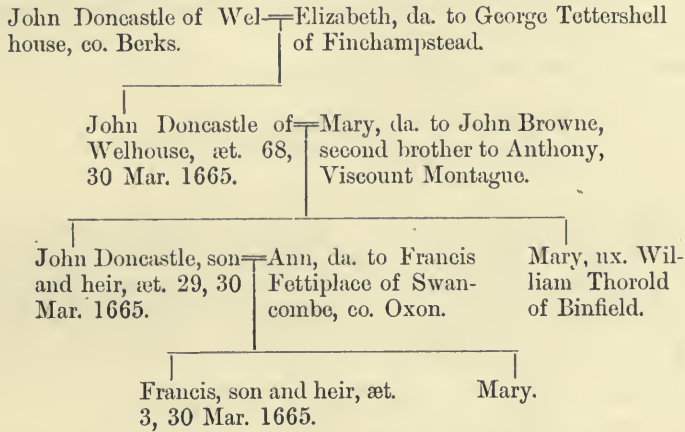 John Doncastle of Wel-
house, co. Berks.
Elizabeth, da. to George Tettershell
of Finchampstead.
John Doncastle of
Welhouse, æt. 68,
30 Mar. 1665.
Mary, da. to John Browne,
second brother to Anthony,
Viscount Montague.
John Doncastle, son
and heir, æt. 29, 30
Mar. 1665.
Ann, da. to Francis
Fettiplace of Swan-
combe, co. Oxon.
Mary, ux. Wil-
liam Thorold
of Binfield.
Francis, son and heir, æt.
3, 30 Mar. 1665.
Mary.